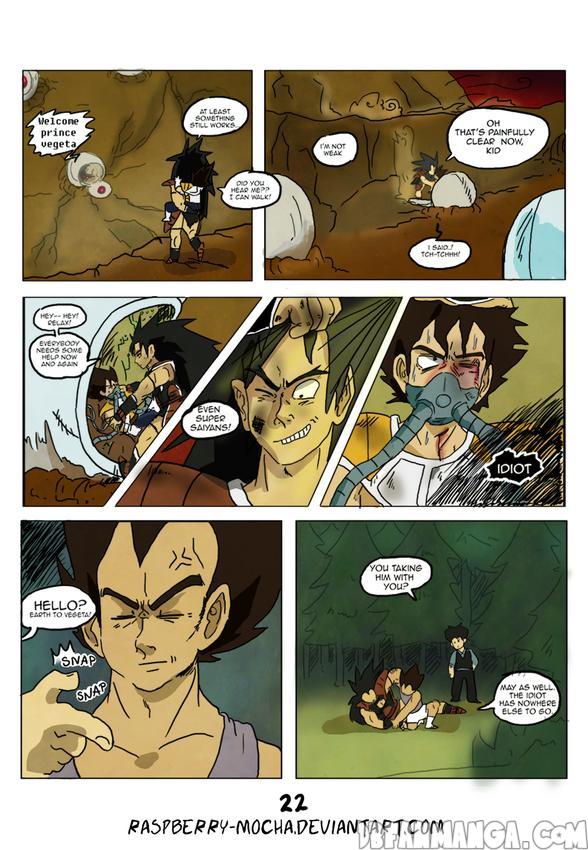 Welcome
prince
vegeta
AT LEAST
SOMETHING
STILL WORKS..
DID YOU
HEAR ME??
I CAN WALK!
I'M NOT
WEAK
OH
THAT'S PAINFULLY
CLEAR NOW,
KID
I SAID..!
TCH-TCHHH!
HEY-- HEY!
RELAX!
EVERYBODY
NEEDS SOME
HELP NOW
AND AGAIN
EVEN
SUPER
SAIYANS!
IDIOT
HELLO?
EARTH TO VEGETA!
SNAP
SNAP
YOU TAKING
HIM WITH
YOU?
MAY AS WELL.
THE IDIOT
HAS NOWHERE
ELSE TO GO.
22
RASPBERRY-MOCHA.DEVIANTART.COM
DBFANMANGA.COM